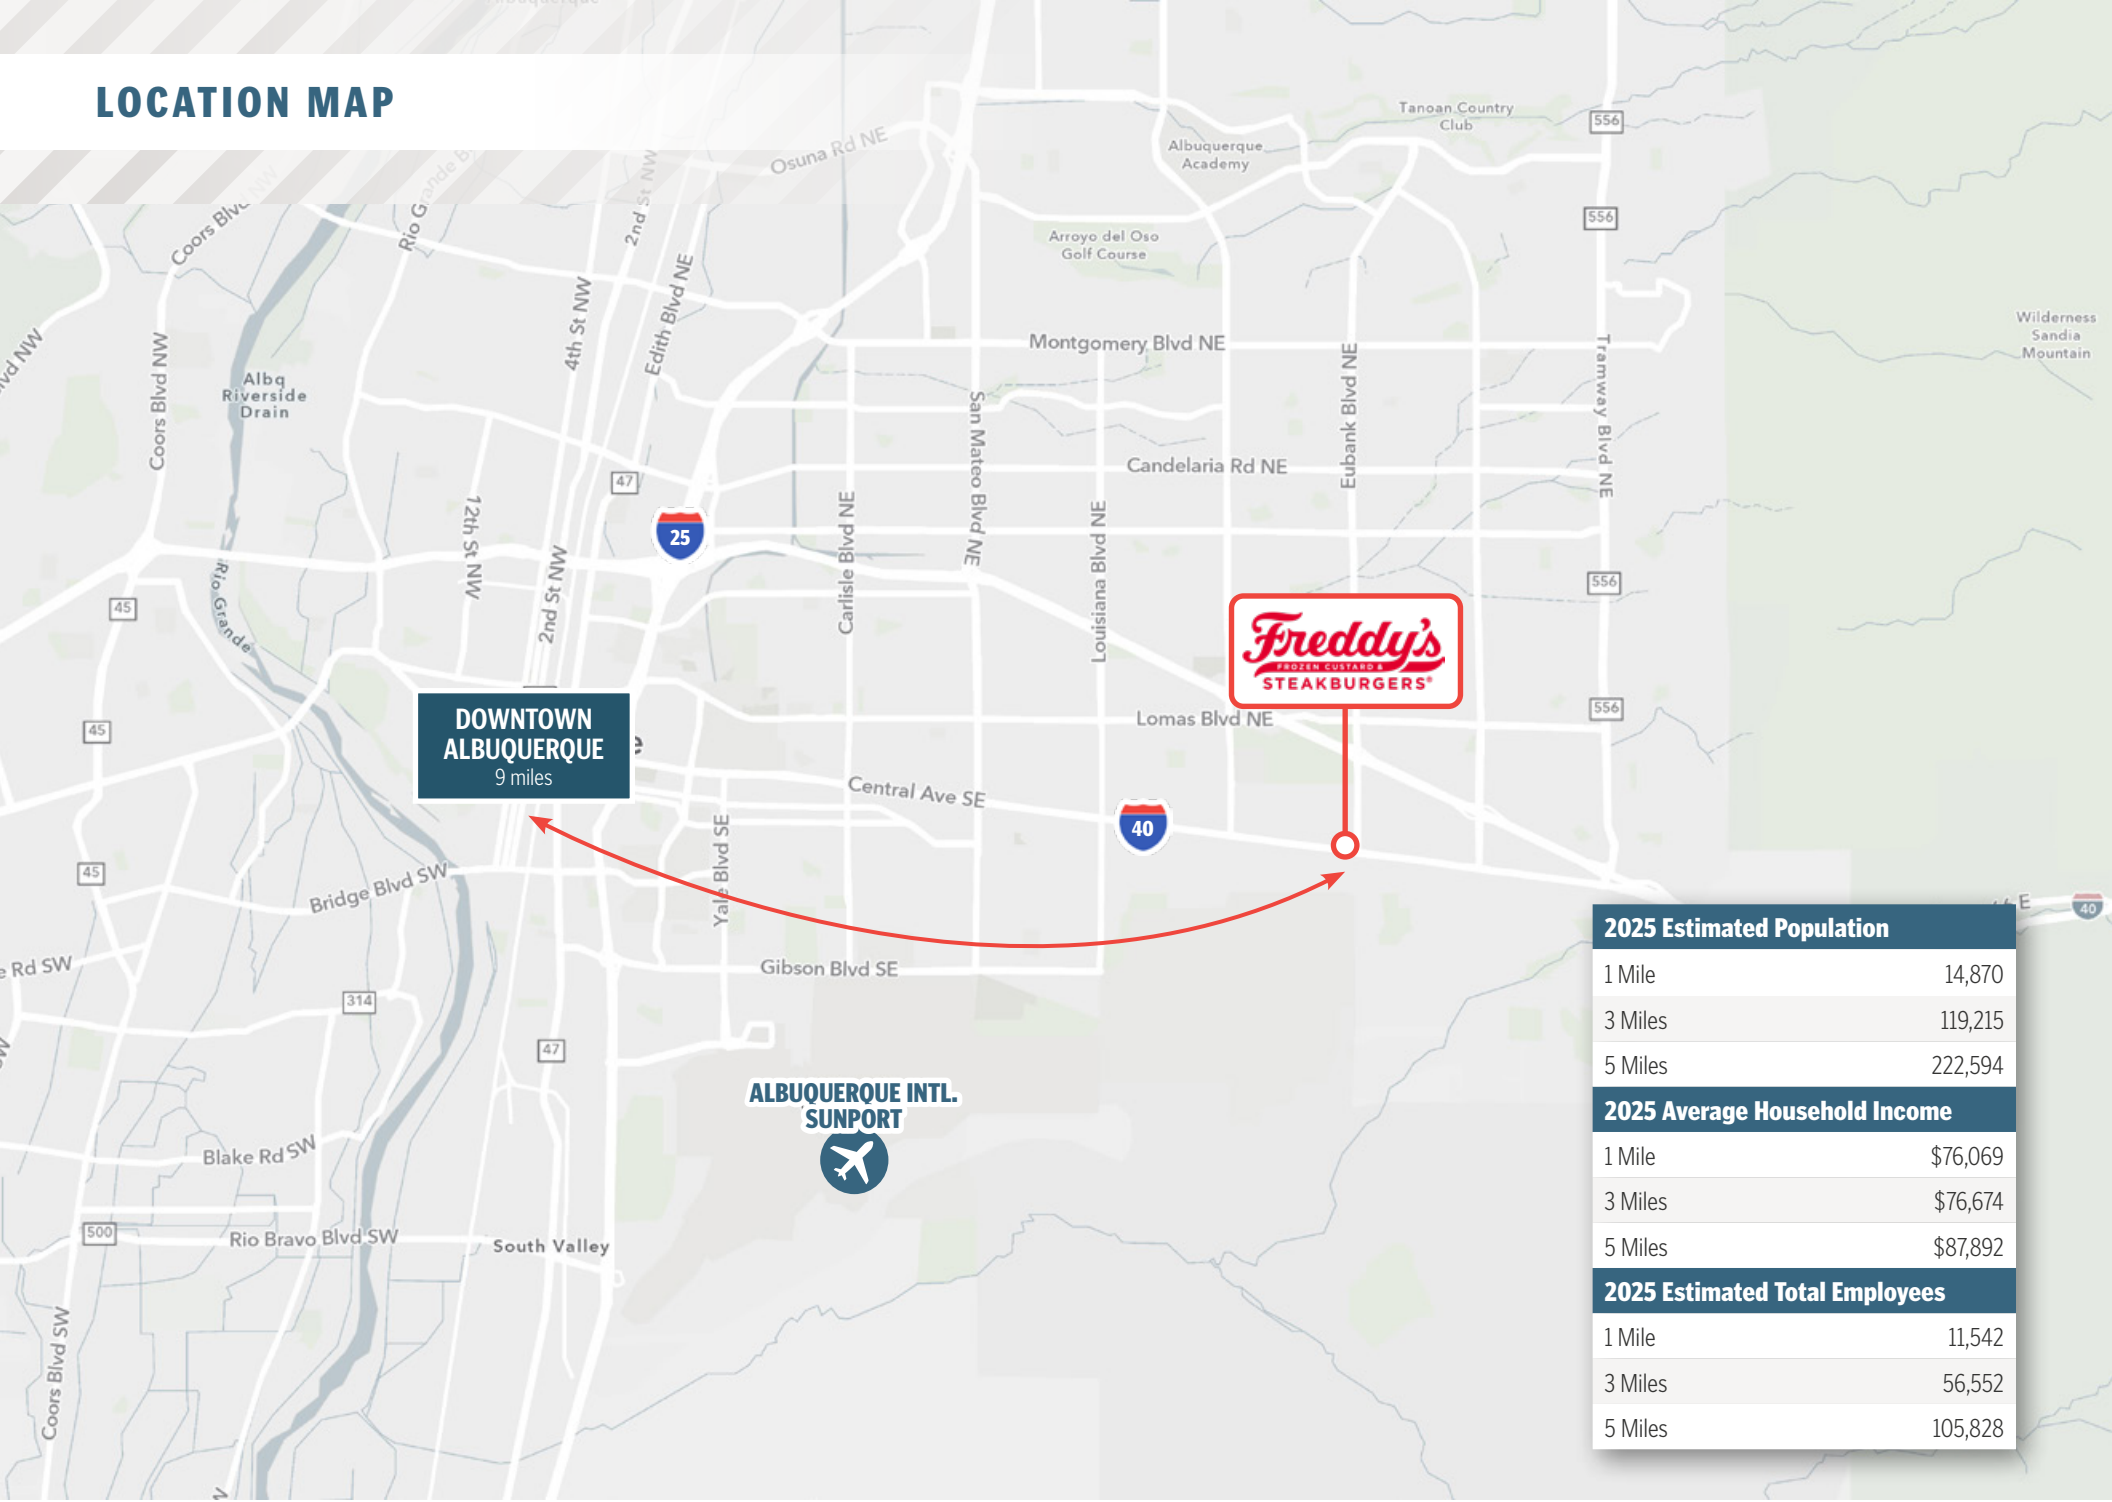 LOCATION MAP
Osuna Rd NE
Tanoan Country
Club
556
Albuquerque
Academy
Coors Blvd NW
2nd St NW
556
Arroyo del Oso
Golf Course
Edith Blvd NE
4th St NW
Coors Blvd NW
Montgomery Blvd NE
Eubank Blvd NE
Tramway Blvd NE
Wilderness
Sandia
Mountain
Albq
Riverside
Drain
San Mateo Blvd NE
Candelaria Rd NE
47
12th St NW
25
Carlisle Blvd NE
Louisiana Blvd NE
Rio Grande
2nd St NW
45
556
Freddy's
FROZEN CUSTARD &
STEAKBURGERS®
DOWNTOWN
ALBUQUERQUE
9 miles
45
Lomas Blvd NE
556
Central Ave SE
40
Yale Blvd SE
45
Bridge Blvd SW
40
Gibson Blvd SE
Rd SW
314
47
ALBUQUERQUE INTL.
SUNPORT
Blake Rd SW
500
Rio Bravo Blvd SW
South Valley
Coors Blvd SW
2025 Estimated Population
1 Mile 14,870
3 Miles 119,215
5 Miles 222,594
2025 Average Household Income
1 Mile $76,069
3 Miles $76,674
5 Miles $87,892
2025 Estimated Total Employees
1 Mile 11,542
3 Miles 56,552
5 Miles 105,828